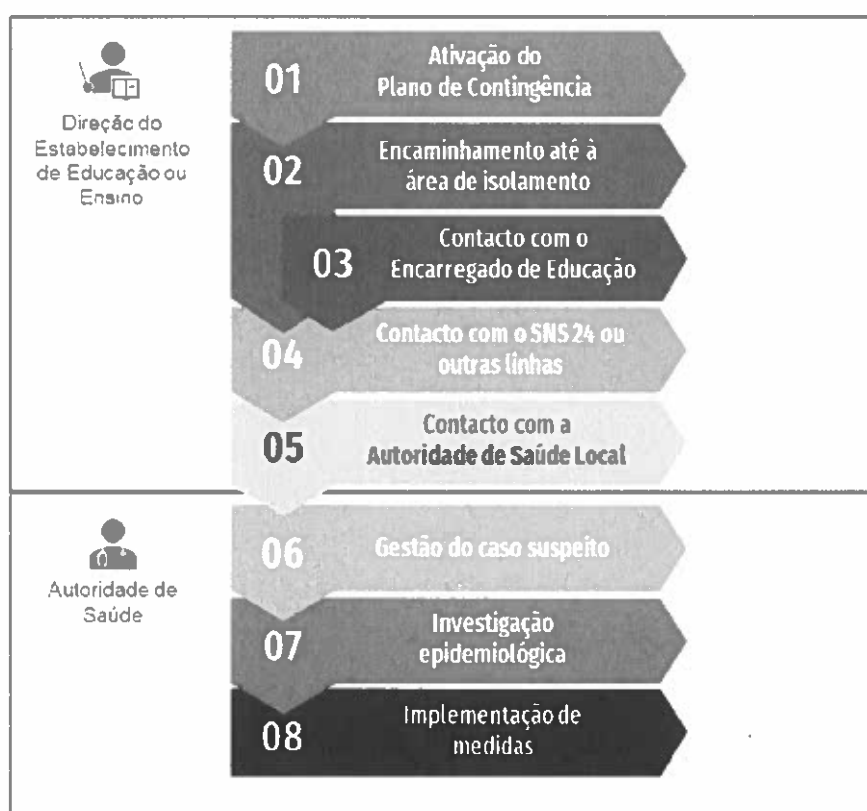 Direção do
Estabelecimento
de Educação ou
Ensino
01
Ativação do
Plano de Contingência
02
Encaminhamento até à
área de isolamento
03
Contacto com o
Encarregado de Educação
04
Contacto com o SNS 24 ou
outras linhas
05
Contacto com a
Autoridade de Saúde Local
Autoridade de
Saúde
06
Gestão do caso suspeito
07
Investigação
epidemiológica
08
Implementação de
medidas